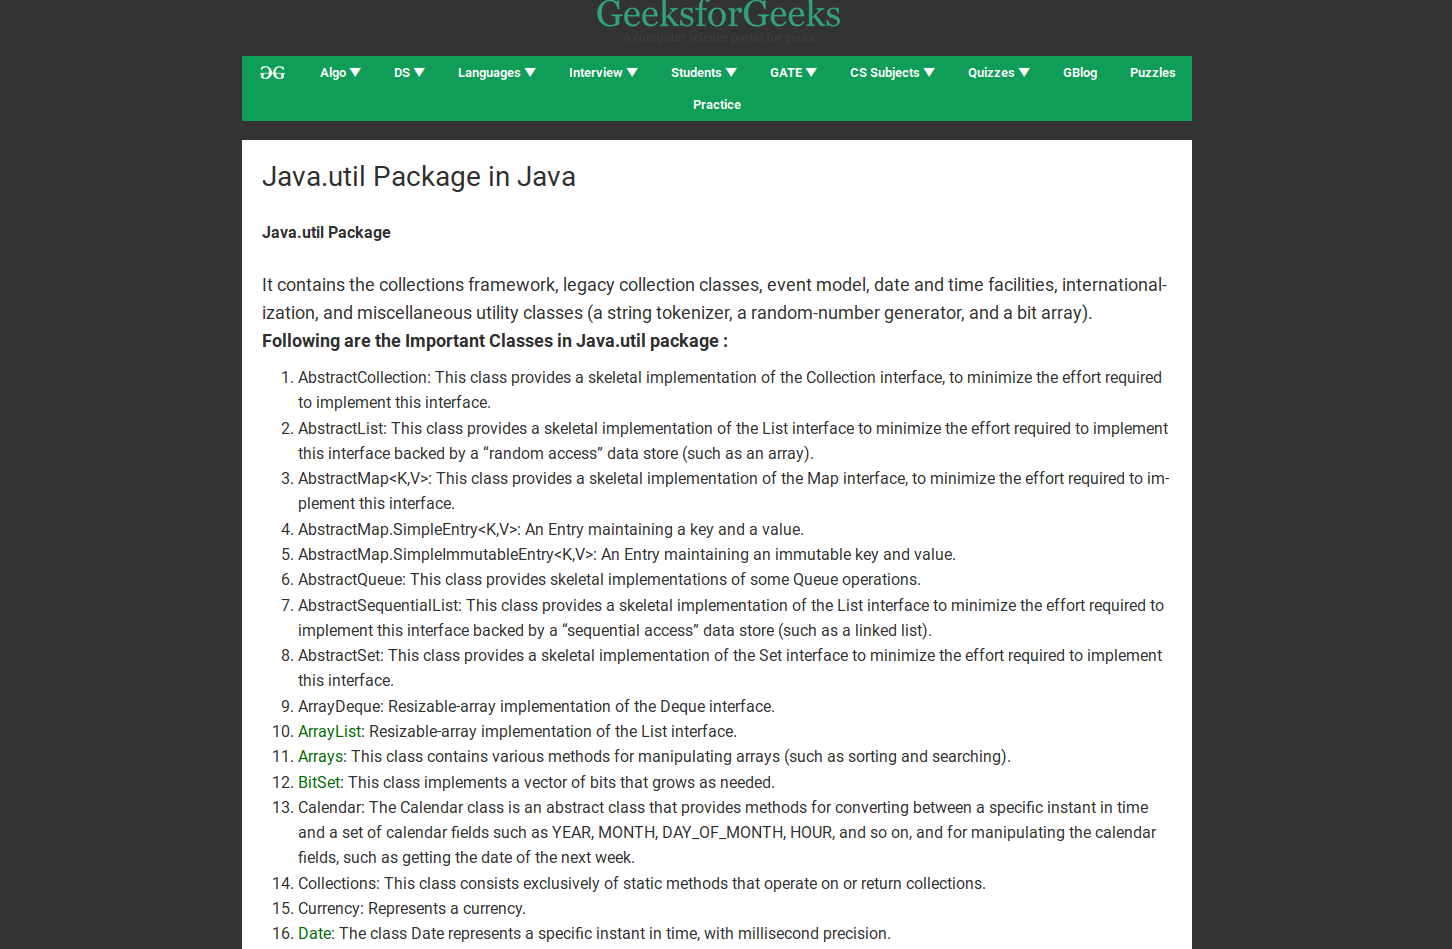 GeeksforGeeks
A computer science portal for geeks
Algo ▼ DS ▼ Languages ▼ Interview ▼ Students ▼ GATE ▼ CS Subjects ▼ Quizzes ▼ GBlog Puzzles
Practice
Java.util Package in Java
Java.util Package
It contains the collections framework, legacy collection classes, event model, date and time facilities, international-
ization, and miscellaneous utility classes (a string tokenizer, a random-number generator, and a bit array).
Following are the Important Classes in Java.util package :
1. AbstractCollection: This class provides a skeletal implementation of the Collection interface, to minimize the effort required
to implement this interface.
2. AbstractList: This class provides a skeletal implementation of the List interface to minimize the effort required to implement
this interface backed by a “random access” data store (such as an array).
3. AbstractMap<K,V>: This class provides a skeletal implementation of the Map interface, to minimize the effort required to im-
plement this interface.
4. AbstractMap.SimpleEntry<K,V>: An Entry maintaining a key and a value.
5. AbstractMap.SimpleImmutableEntry<K,V>: An Entry maintaining an immutable key and value.
6. AbstractQueue: This class provides skeletal implementations of some Queue operations.
7. AbstractSequentialList: This class provides a skeletal implementation of the List interface to minimize the effort required to
implement this interface backed by a “sequential access” data store (such as a linked list).
8. AbstractSet: This class provides a skeletal implementation of the Set interface to minimize the effort required to implement
this interface.
9. ArrayDeque: Resizable-array implementation of the Deque interface.
10. ArrayList: Resizable-array implementation of the List interface.
11. Arrays: This class contains various methods for manipulating arrays (such as sorting and searching).
12. BitSet: This class implements a vector of bits that grows as needed.
13. Calendar: The Calendar class is an abstract class that provides methods for converting between a specific instant in time
and a set of calendar fields such as YEAR, MONTH, DAY_OF_MONTH, HOUR, and so on, and for manipulating the calendar
fields, such as getting the date of the next week.
14. Collections: This class consists exclusively of static methods that operate on or return collections.
15. Currency: Represents a currency.
16. Date: The class Date represents a specific instant in time, with millisecond precision.